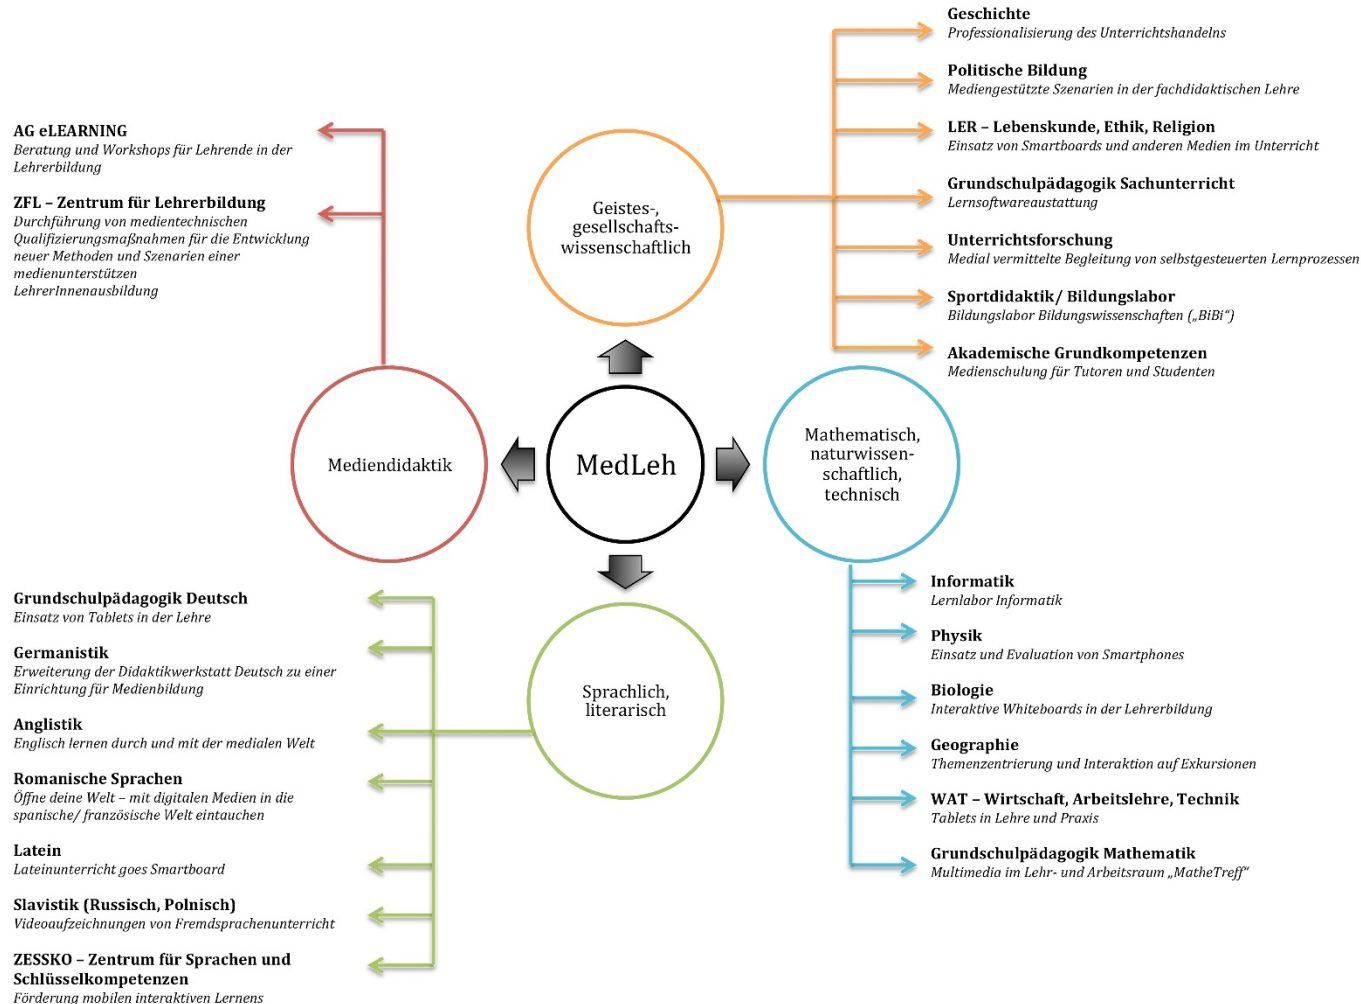 Geschichte
Professionalisierung des Unterrichtshandelns
Politische Bildung
Mediengestützte Szenarien in der fachdidaktischen Lehre
LER – Lebenskunde, Ethik, Religion
Einsatz von Smartboards und anderen Medien im Unterricht
Grundschulpädagogik Sachunterricht
Lernsoftwareaustattung
Unterrichtsforschung
Medial vermittelte Begleitung von selbstgesteuerten Lernprozessen
Sportdidaktik/ Bildungslabor
Bildungslabor Bildungswissenschaften („BiBi“)
Akademische Grundkompetenzen
Medienschulung für Tutoren und Studenten
AG eLEARNING
Beratung und Workshops für Lehrende in der
Lehrerbildung
ZFL – Zentrum für Lehrerbildung
Durchführung von medientechnischen
Qualifizierungsmaßnahmen für die Entwicklung
neuer Methoden und Szenarien einer
medienunterstützen
LehrerInnenausbildung
Geistes-,
gesellschafts-
wissenschaftlich
Mediendidaktik
MedLeh
Mathematisch,
naturwissen-
schaftlich,
technisch
Sprachlich,
literarisch
Grundschulpädagogik Deutsch
Einsatz von Tablets in der Lehre
Germanistik
Erweiterung der Didaktikwerkstatt Deutsch zu einer
Einrichtung für Medienbildung
Anglistik
Englisch lernen durch und mit der medialen Welt
Romanische Sprachen
Öffne deine Welt – mit digitalen Medien in die
spanische/ französische Welt eintauchen
Latein
Lateinunterricht goes Smartboard
Slavistik (Russisch, Polnisch)
Videoaufzeichnungen von Fremdsprachenunterricht
ZESSKO – Zentrum für Sprachen und
Schlüsselkompetenzen
Förderung mobilen interaktiven Lernens
Informatik
Lernlabor Informatik
Physik
Einsatz und Evaluation von Smartphones
Biologie
Interaktive Whiteboards in der Lehrerbildung
Geographie
Themenzentrierung und Interaktion auf Exkursionen
WAT – Wirtschaft, Arbeitslehre, Technik
Tablets in Lehre und Praxis
Grundschulpädagogik Mathematik
Multimedia im Lehr- und Arbeitsraum „MatheTreff“